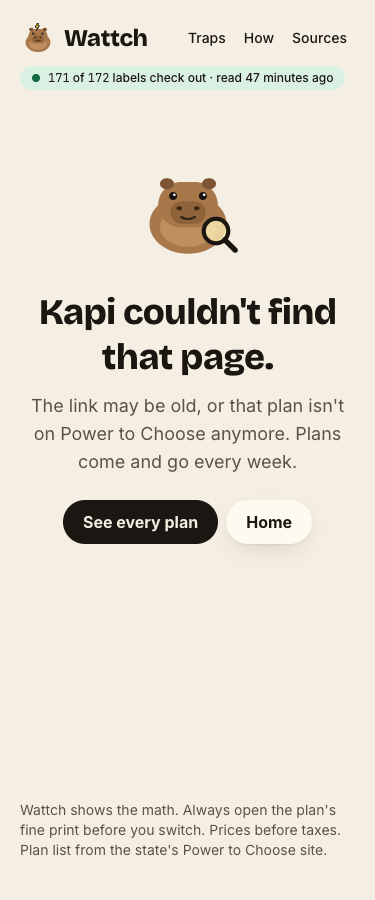 Wattch
Traps How Sources
171 of 172 labels check out · read 47 minutes ago
Kapi couldn't find
that page.
The link may be old, or that plan isn't
on Power to Choose anymore. Plans
come and go every week.
See every plan
Home
Wattch shows the math. Always open the plan's
fine print before you switch. Prices before taxes.
Plan list from the state's Power to Choose site.